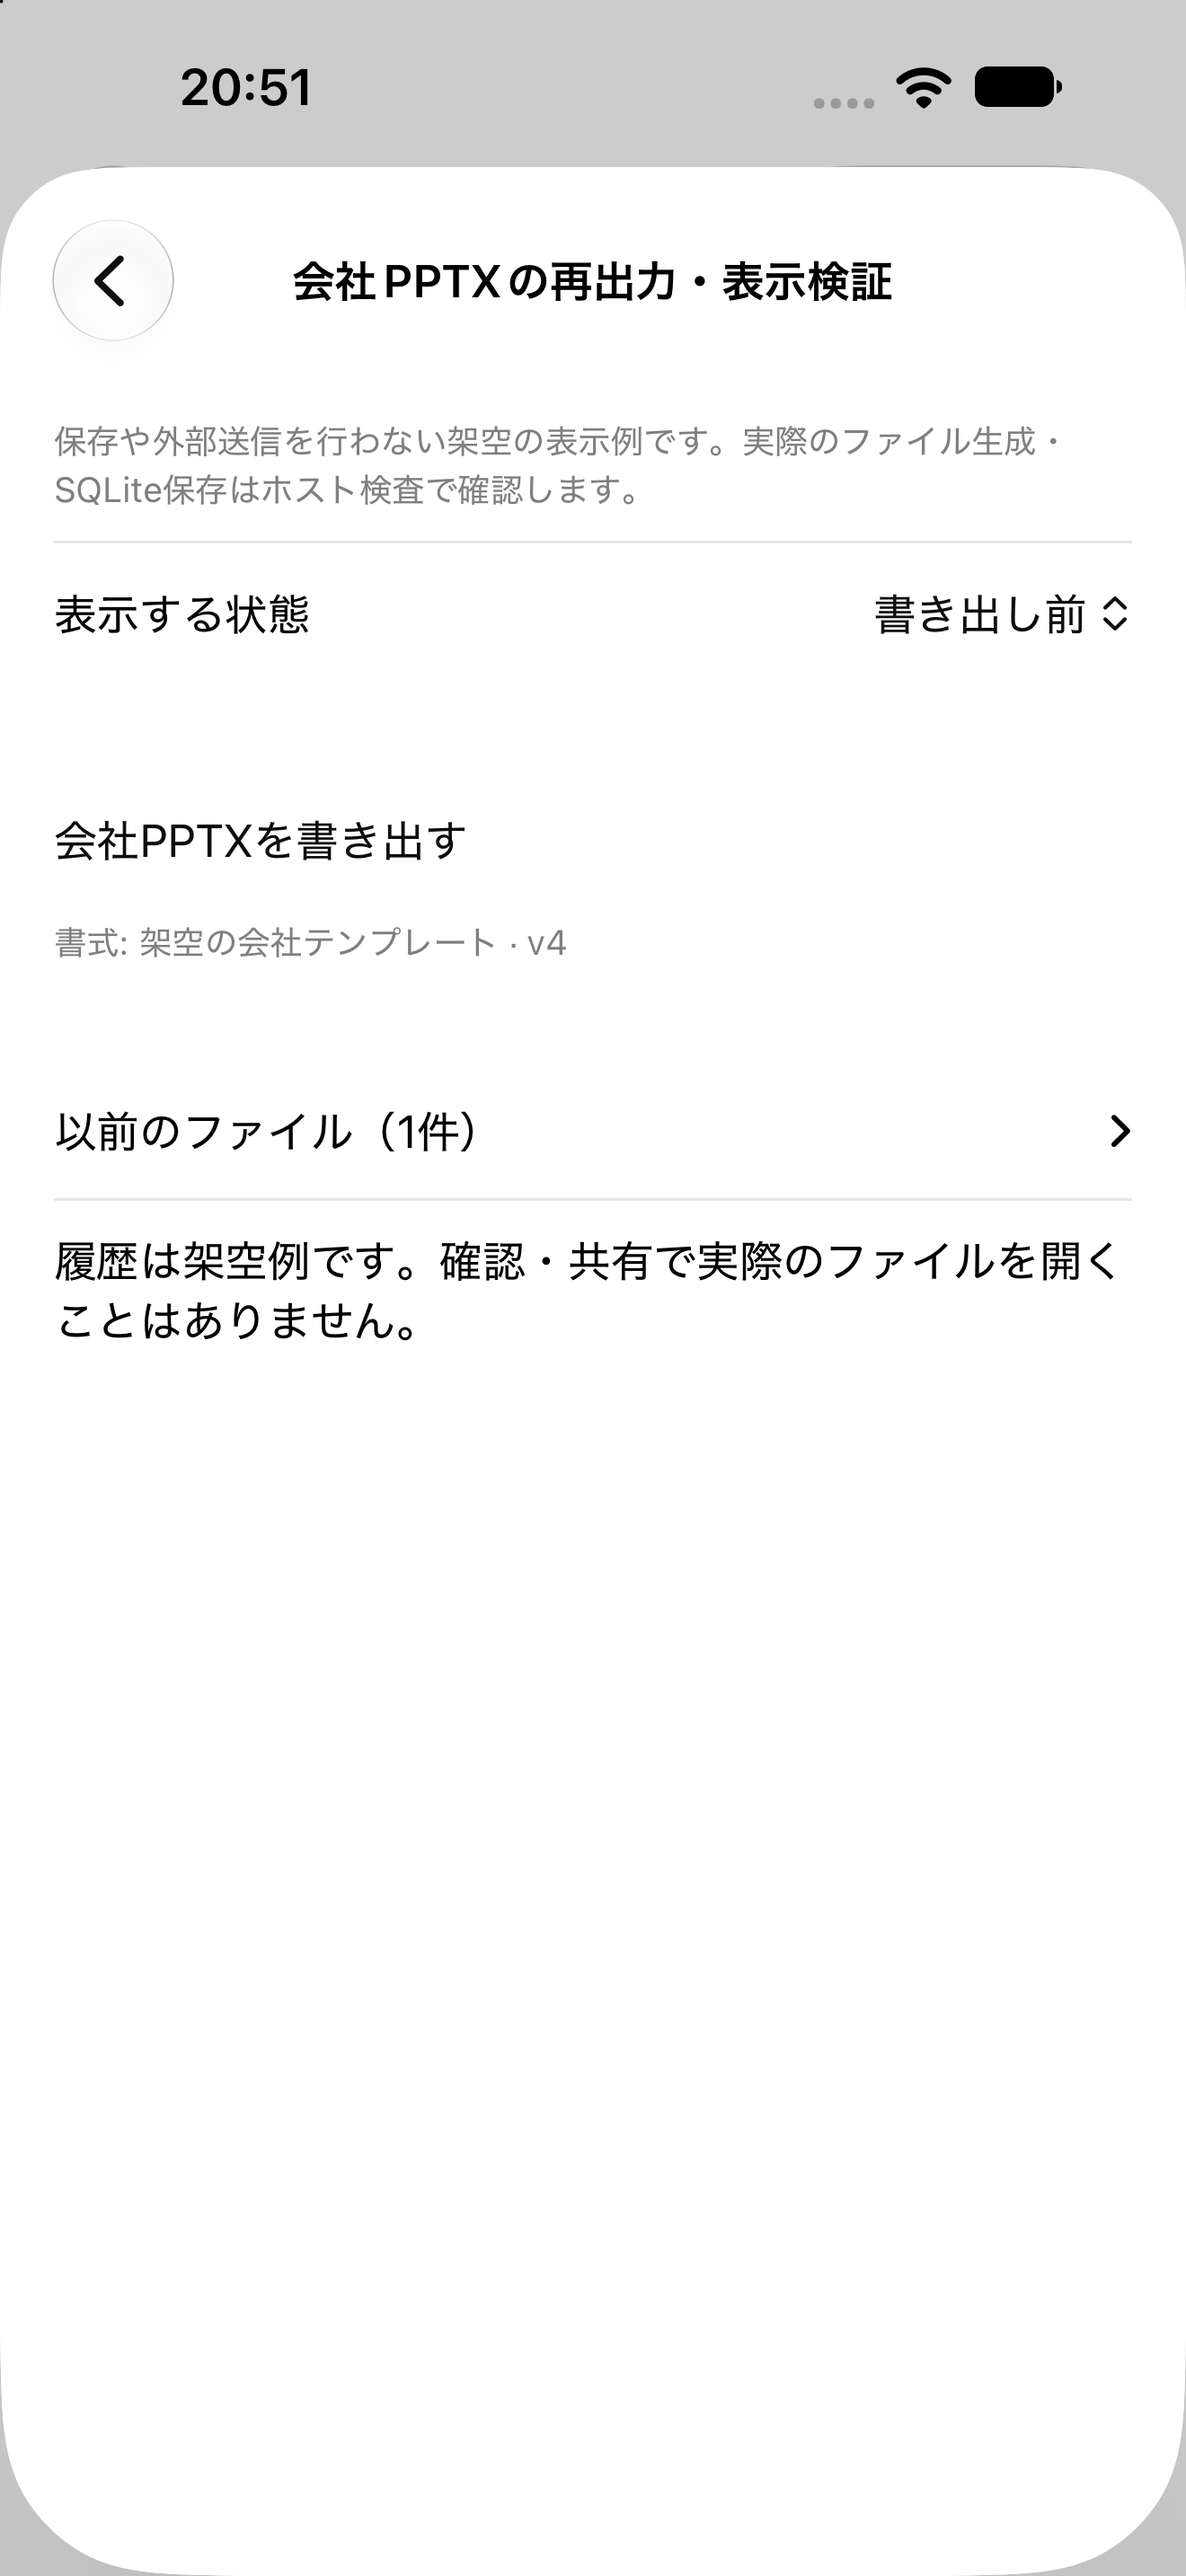 20:51
会社PPTXの再出力・表示検証
保存や外部送信を行わない架空の表示例です。実際のファイル生成・
SQLite保存はホスト検査で確認します。
表示する状態
書き出し前
会社PPTXを書き出す
書式: 架空の会社テンプレート · v4
以前のファイル（1件）
履歴は架空例です。確認・共有で実際のファイルを開く
ことはありません。